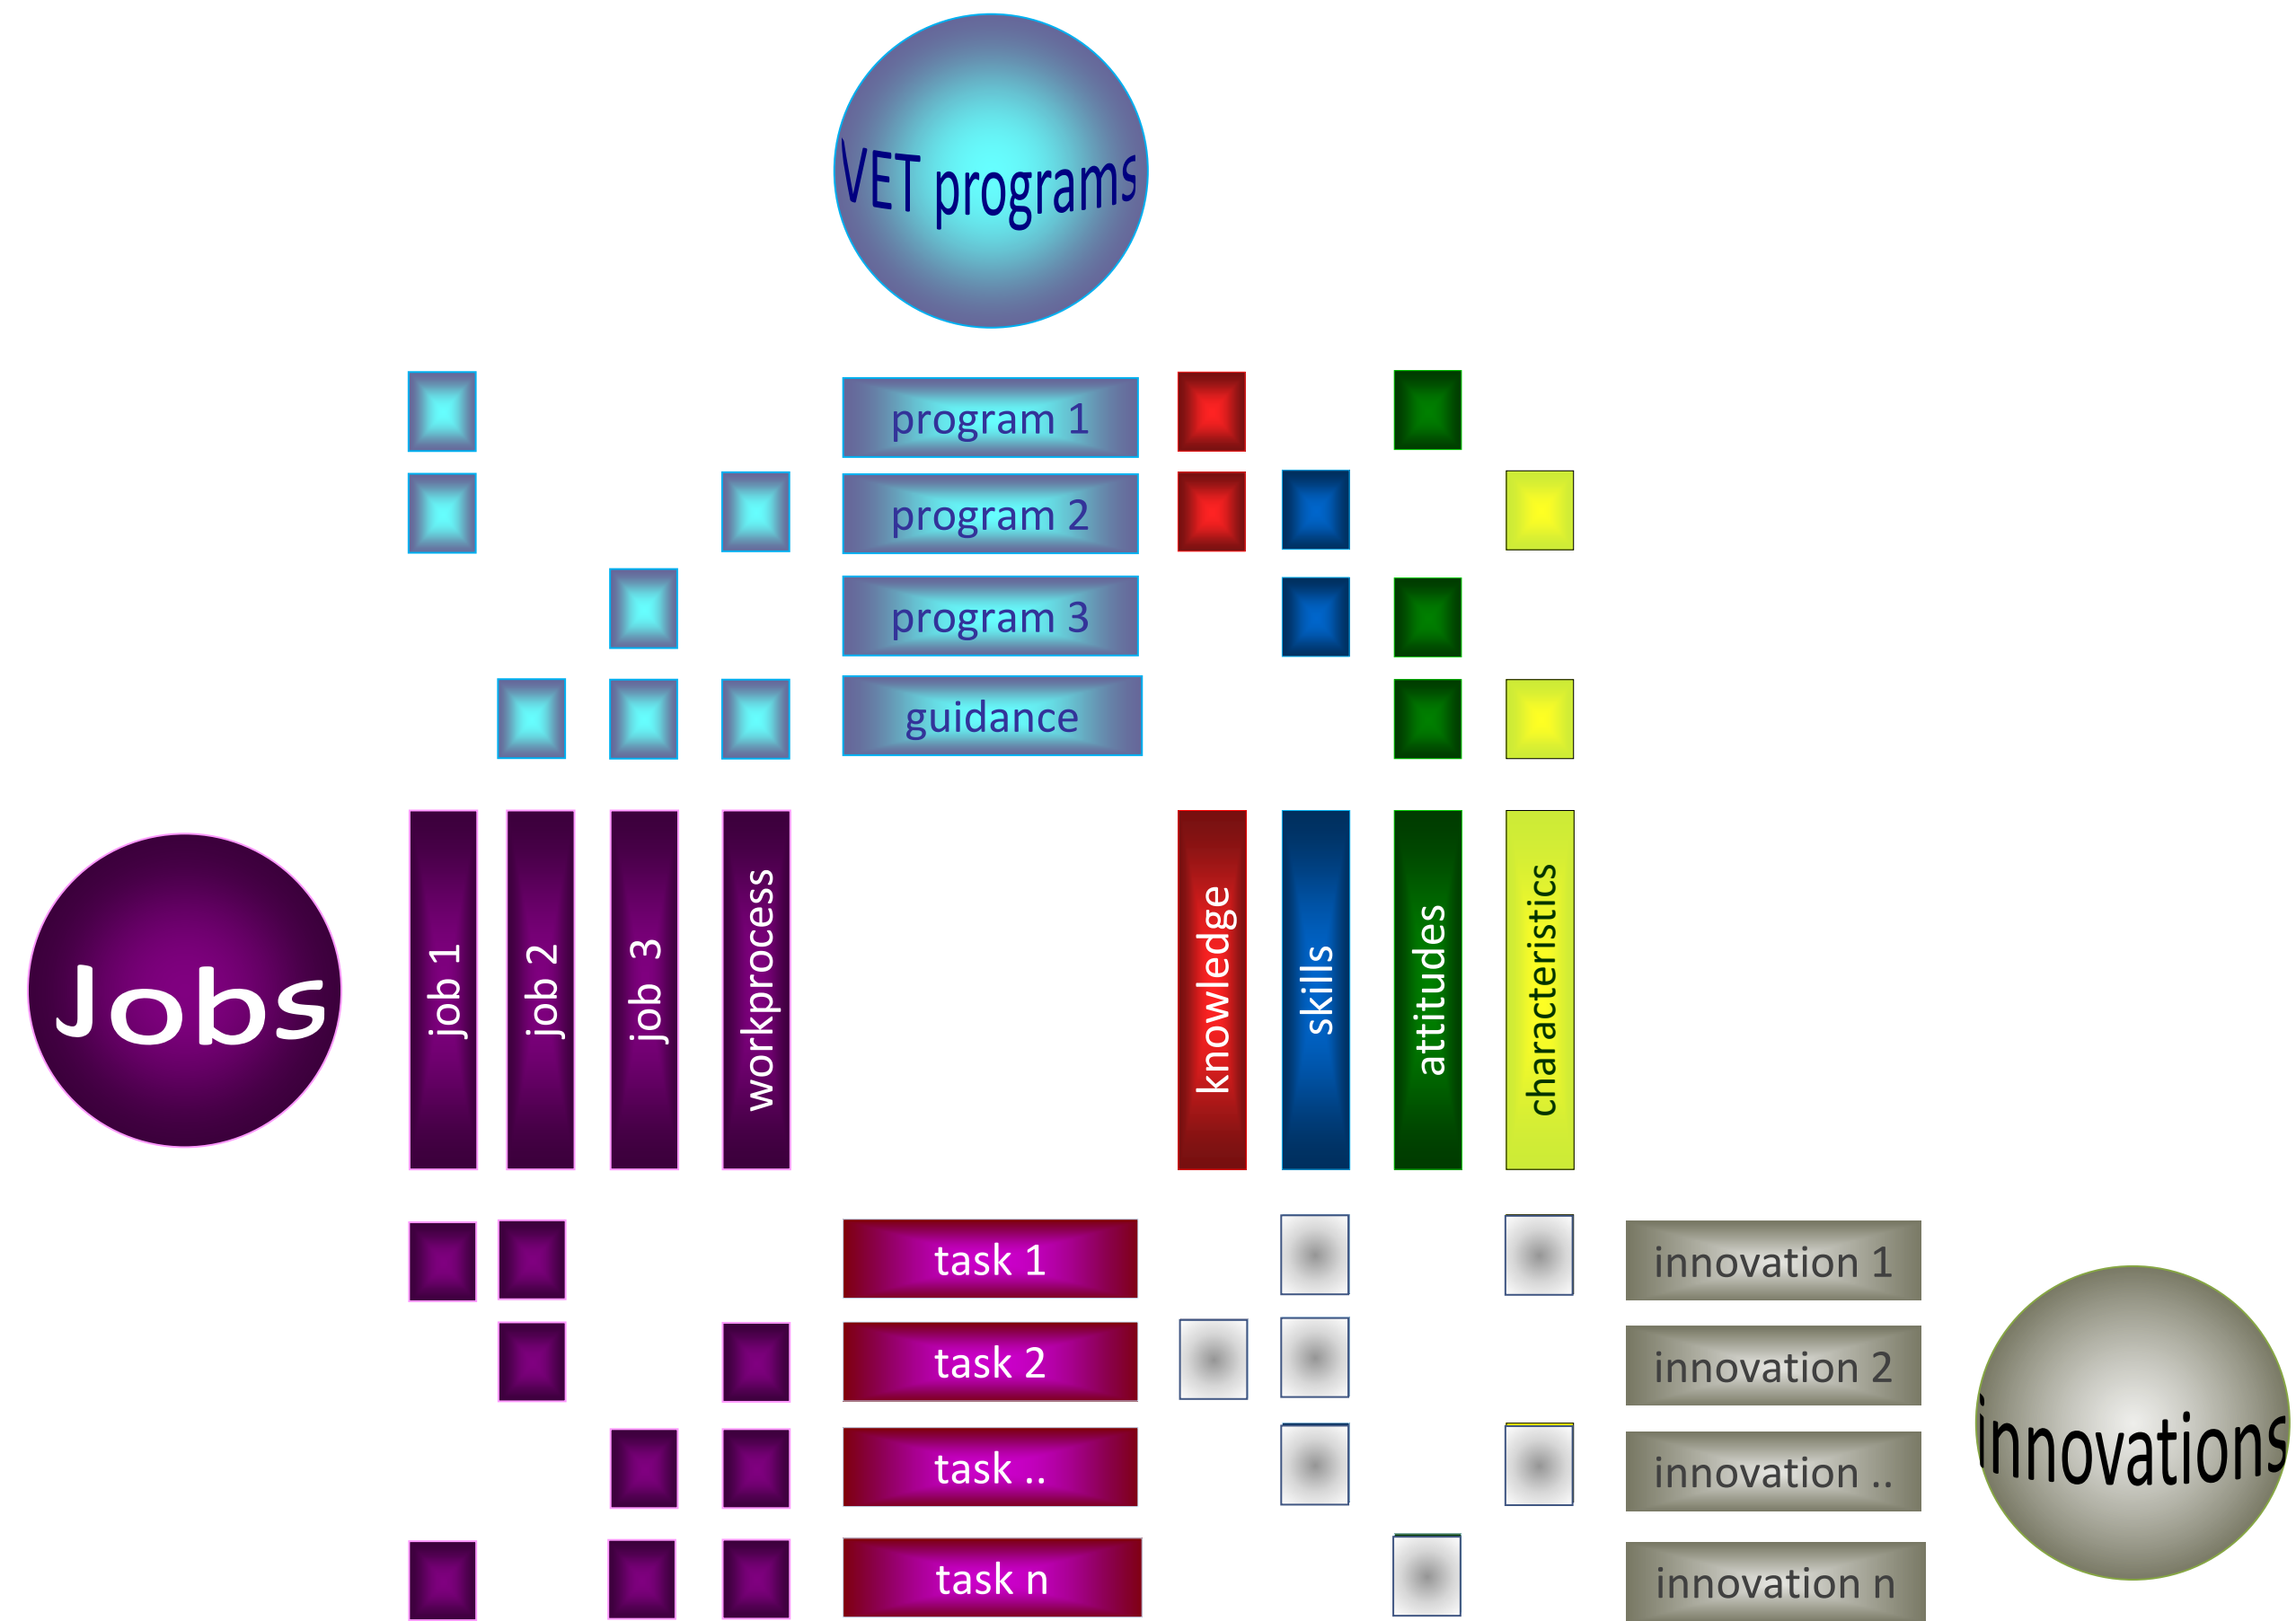 VET programs
program 1
program 2
program 3
guidance
Jobs
job 1
job 2
job 3
workprocess
knowledge
skills
attitudes
characteristics
task 1
innovation 1
task 2
innovation 2
task ..
innovation ..
task n
innovation n
innovations